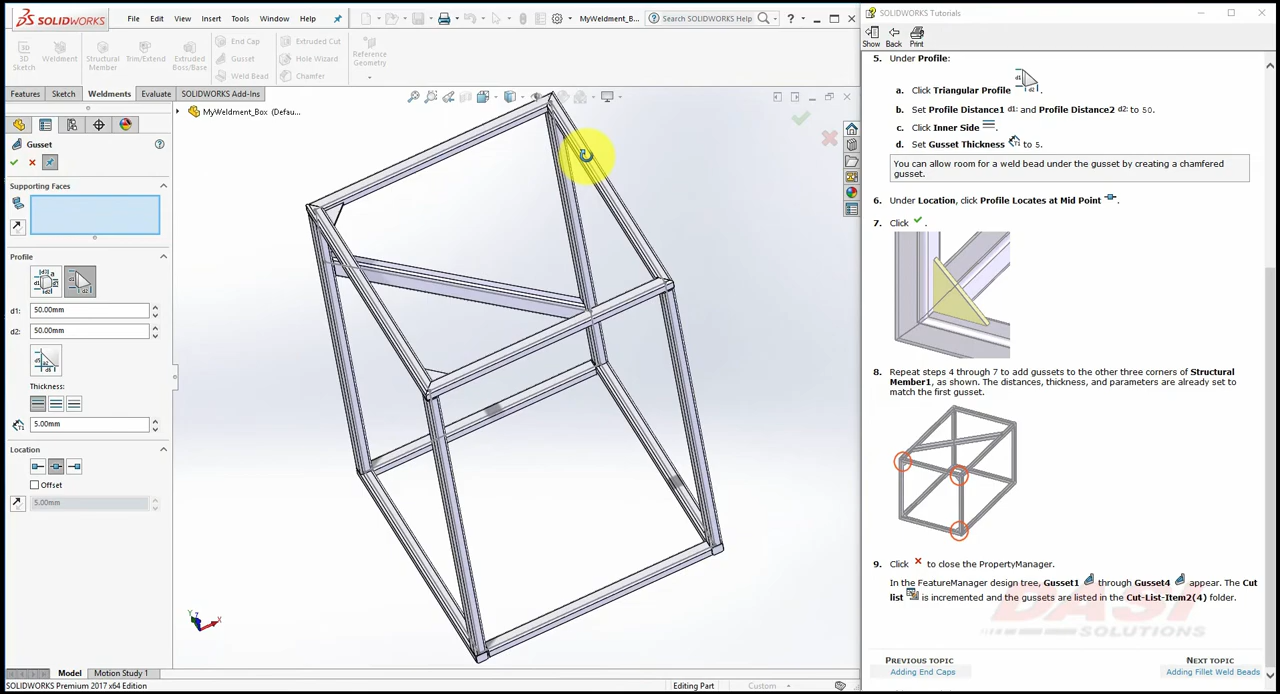 SOLIDWORKS
File
Edit
View
Insert
Tools
Window
Help
MyWeldment_B...
Search SOLIDWORKS Help
?
3D Sketch
Weldment
Structural Member
Trim/Extend
Extruded Boss/Base
End Cap
Gusset
Weld Bead
Extruded Cut
Hole Wizard
Chamfer
Reference Geometry
Features
Sketch
Weldments
Evaluate
SOLIDWORKS Add-Ins
MyWeldment_Box (Defau...
Gusset
Supporting Faces
Profile
d1:
50.00mm
d2:
50.00mm
Thickness:
5.00mm
Location
Offset
5.00mm
Y
Z
X
Model
Motion Study 1
SOLIDWORKS Premium 2017 x64 Edition
Editing Part
Custom
SOLIDWORKS Tutorials
Show
Back
Print
5. Under Profile:
a. Click Triangular Profile d1 d2 .
b. Set Profile Distance1 d1: and Profile Distance2 d2: to 50.
c. Click Inner Side .
d. Set Gusset Thickness T1 to 5.
You can allow room for a weld bead under the gusset by creating a chamfered
gusset.
6. Under Location, click Profile Locates at Mid Point .
7. Click .
8. Repeat steps 4 through 7 to add gussets to the other three corners of Structural
Member1, as shown. The distances, thickness, and parameters are already set to
match the first gusset.
9. Click to close the PropertyManager.
In the FeatureManager design tree, Gusset1 through Gusset4 appear. The Cut
list is incremented and the gussets are listed in the Cut-List-Item2(4) folder.
DASI
SOLUTIONS
PREVIOUS TOPIC
Adding End Caps
NEXT TOPIC
Adding Fillet Weld Beads